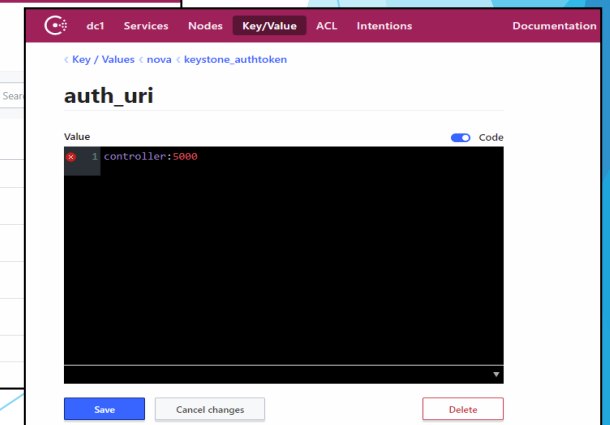 dc1 Services Nodes Key/Value ACL Intentions Documentation
< Key / Values < nova < keystone_authtoken
auth_uri
Value Code
1 controller:5000
Save Cancel changes Delete